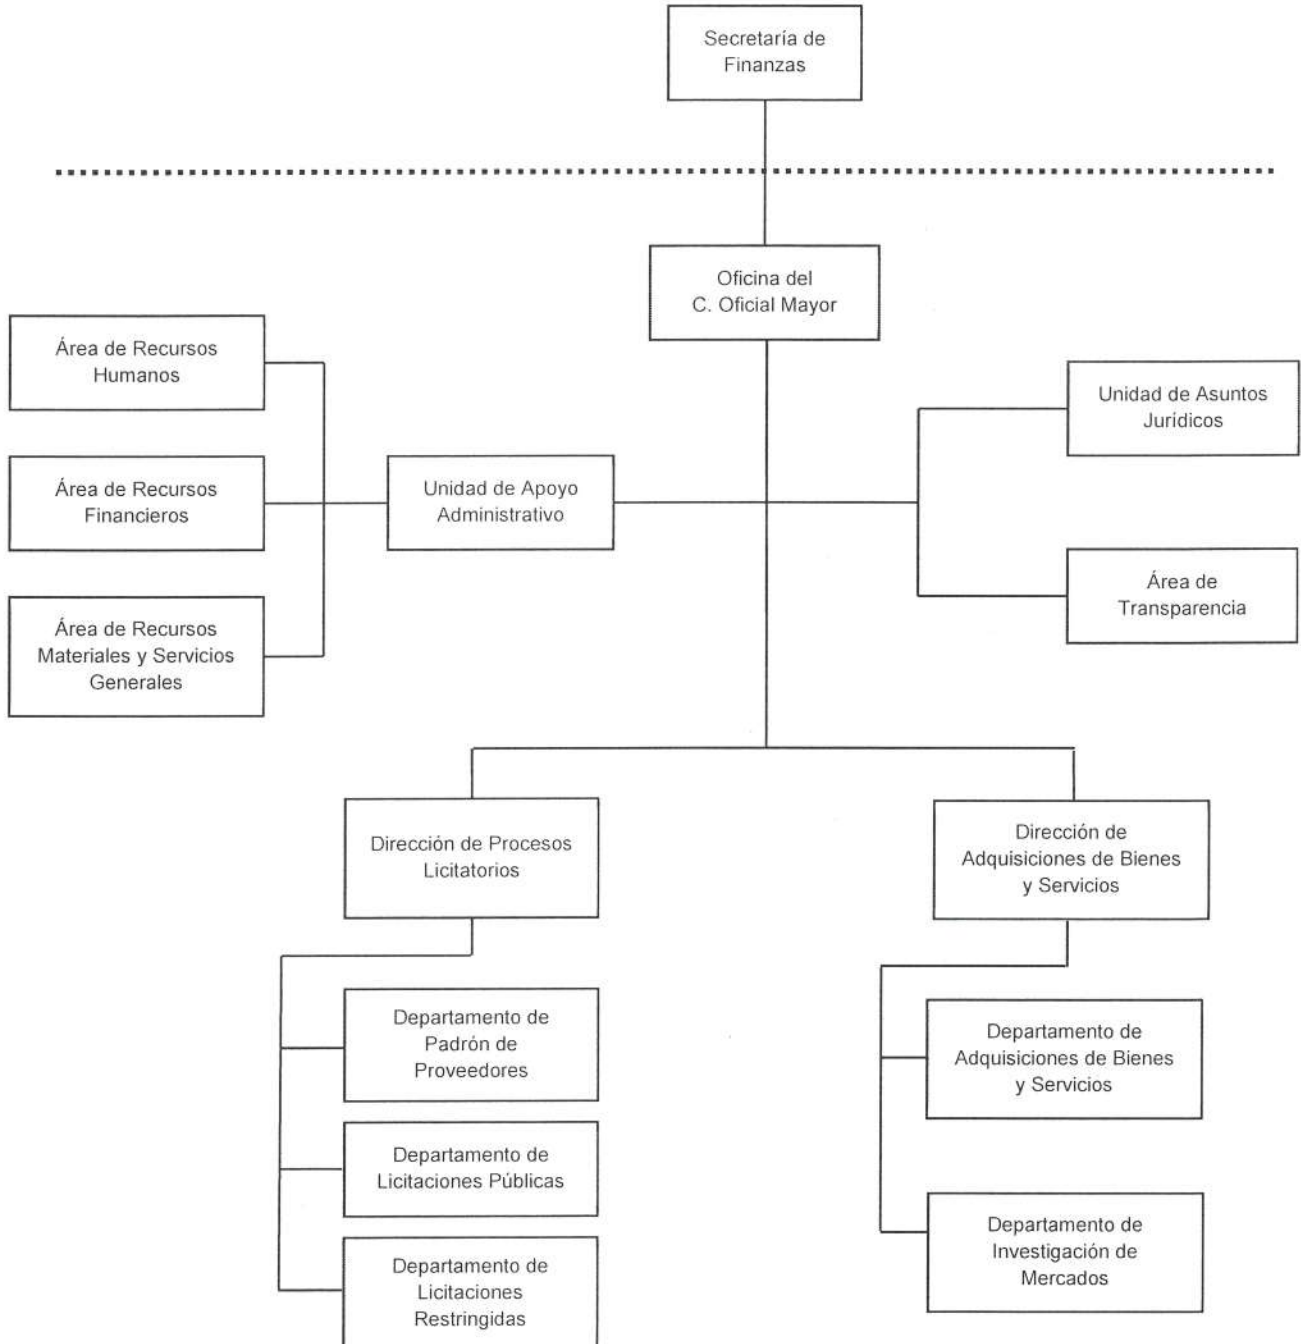 Secretaría de
Finanzas
Oficina del
C. Oficial Mayor
Área de Recursos
Humanos
Área de Recursos
Financieros
Área de Recursos
Materiales y Servicios
Generales
Unidad de Apoyo
Administrativo
Unidad de Asuntos
Jurídicos
Área de
Transparencia
Dirección de Procesos
Licitatorios
Departamento de
Padrón de
Proveedores
Departamento de
Licitaciones Públicas
Departamento de
Licitaciones
Restringidas
Dirección de
Adquisiciones de Bienes
y Servicios
Departamento de
Adquisiciones de Bienes
y Servicios
Departamento de
Investigación de
Mercados